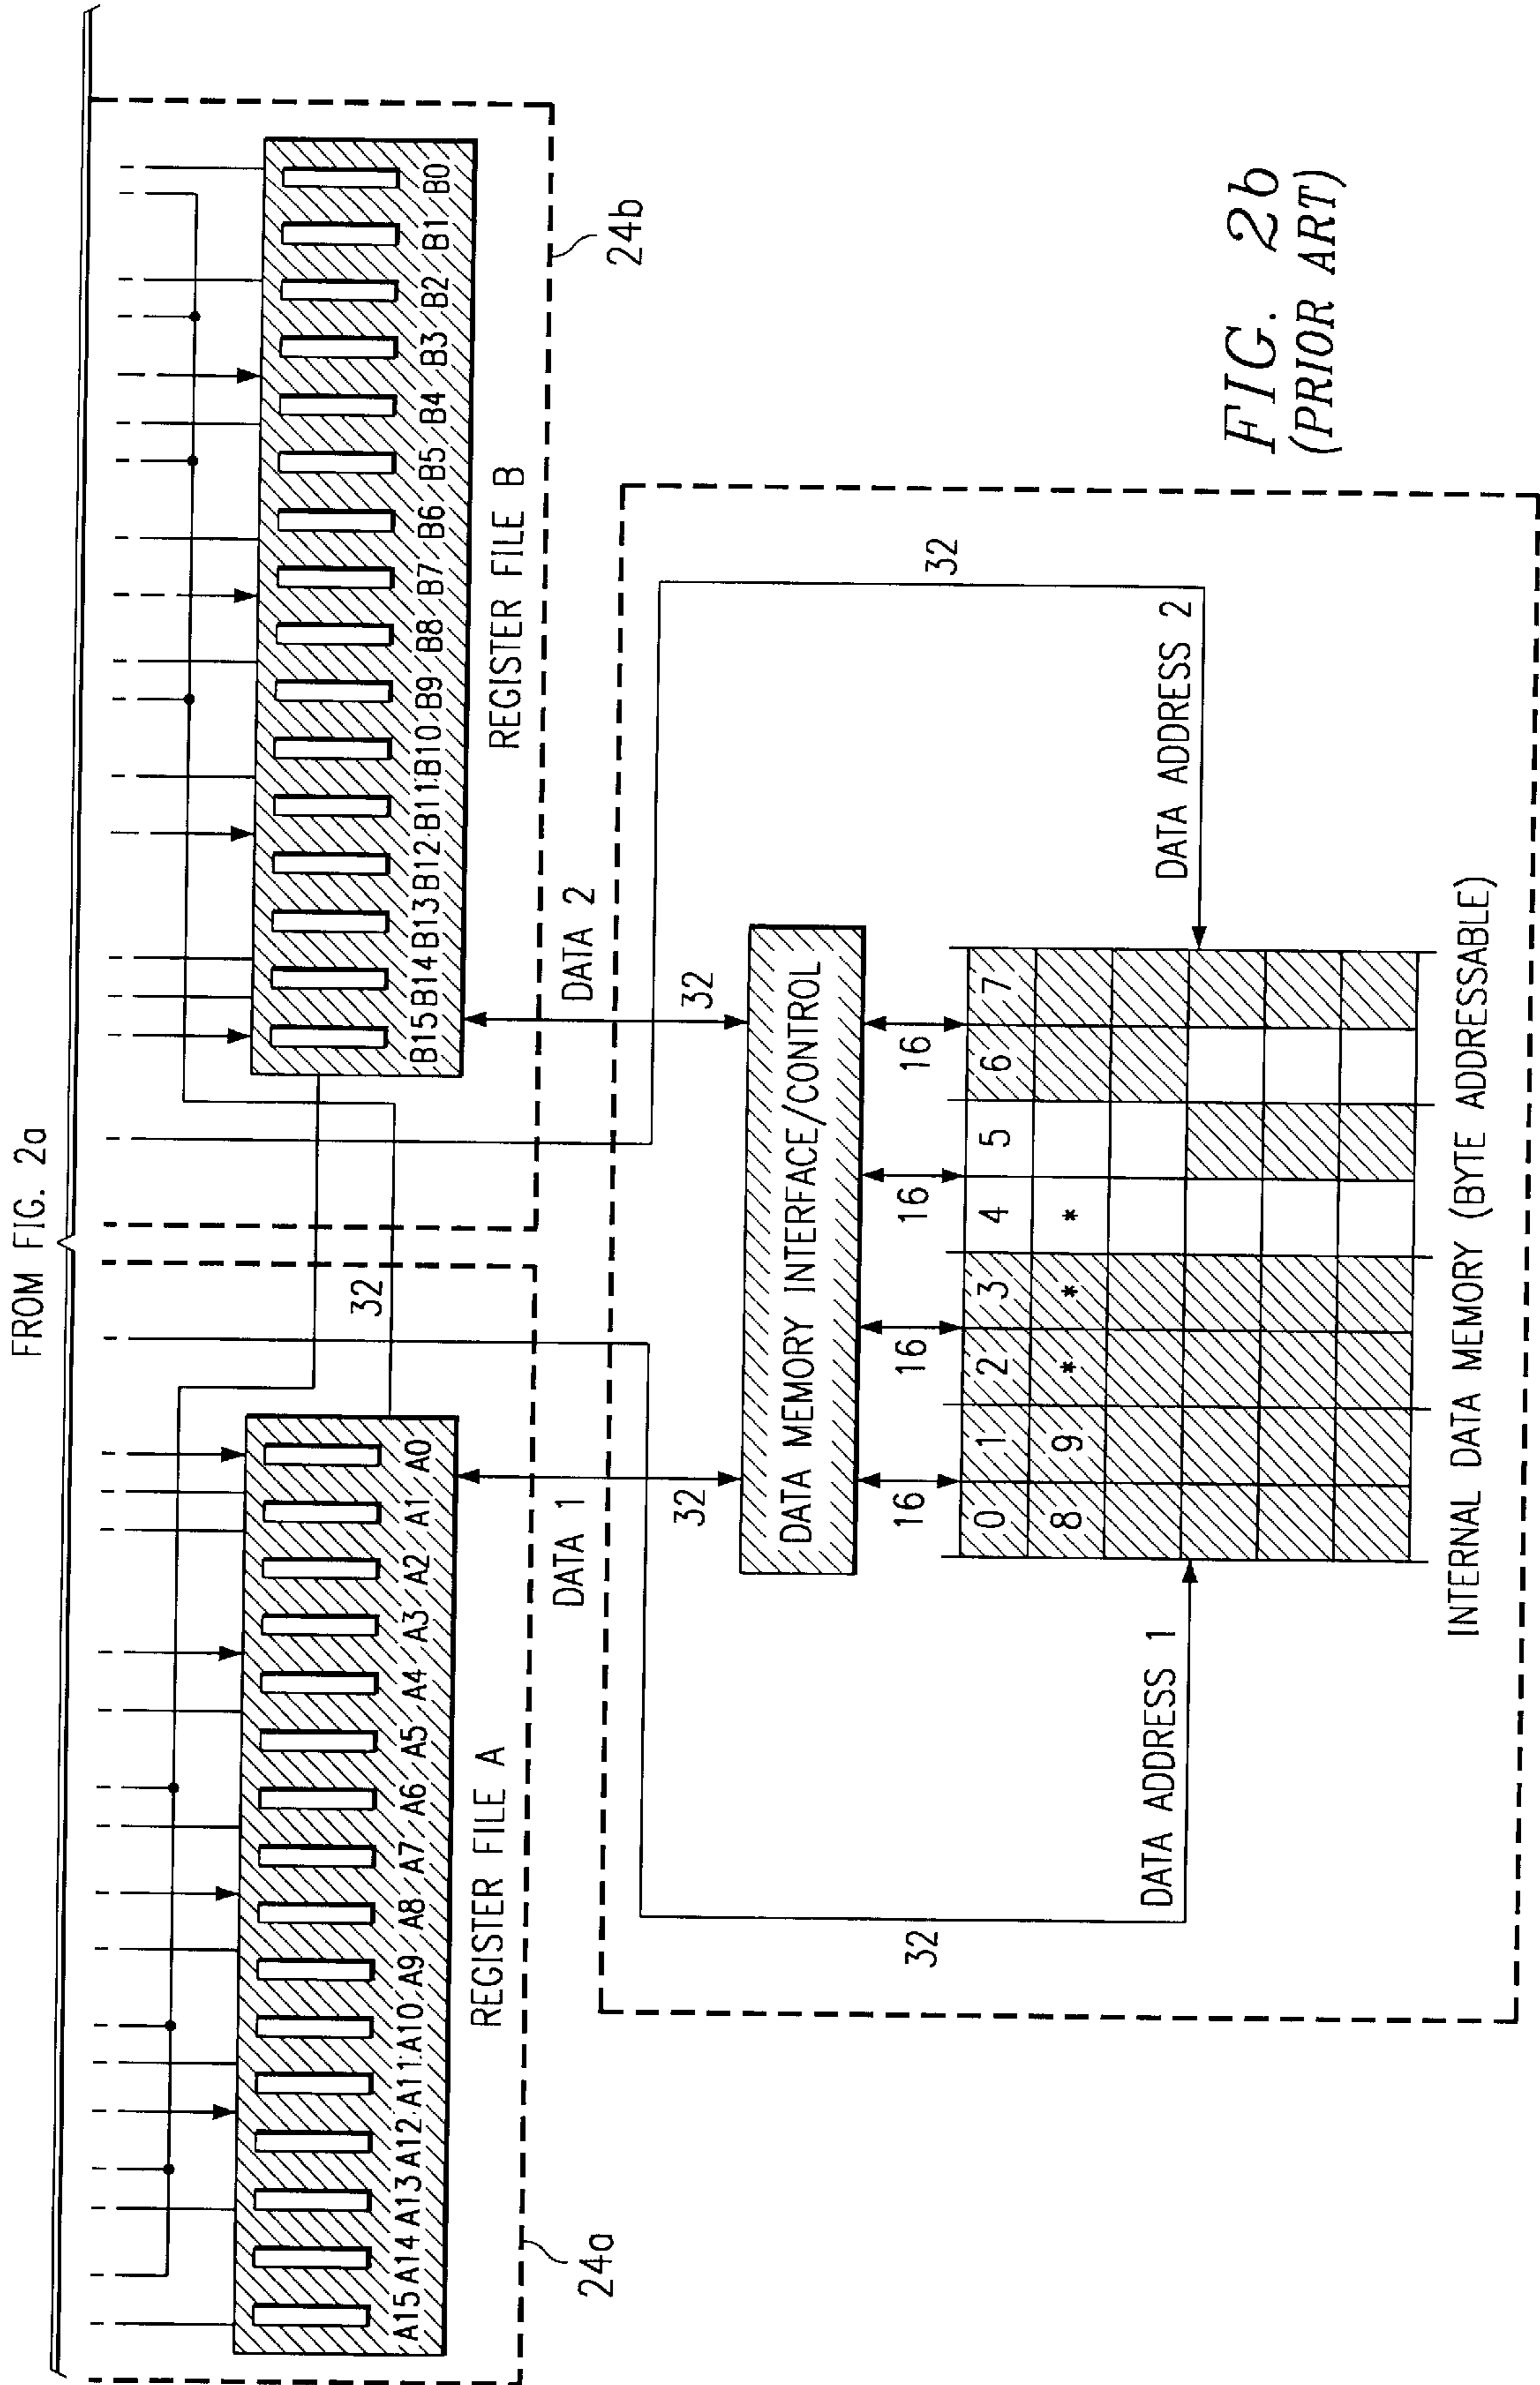 FROM FIG. 2a
32
A15 A14 A13 A12 A11 A10 A9 A8 A7 A6 A5 A4 A3 A2 A1 A0
B15 B14 B13 B12 B11 B10 B9 B8 B7 B6 B5 B4 B3 B2 B1 B0
REGISTER FILE A
REGISTER FILE B
24a
24b
DATA 1
DATA 2
32
32
32
32
DATA MEMORY INTERFACE/CONTROL
16
16
16
16
0 1 2 3 4 5 6 7
8 9 * * *
DATA ADDRESS 1
DATA ADDRESS 2
INTERNAL DATA MEMORY (BYTE ADDRESSABLE)
FIG. 2b
(PRIOR ART)